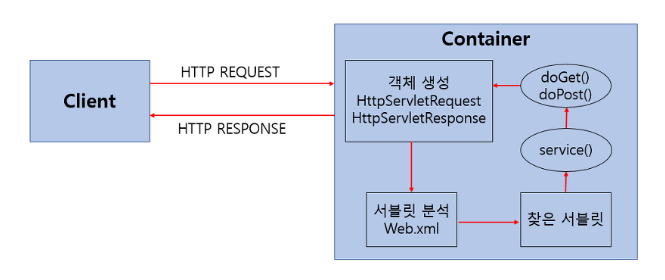 Container
Client
HTTP REQUEST
HTTP RESPONSE
객체 생성
HttpServletRequest
HttpServletResponse
doGet()
doPost()
service()
서블릿 분석
Web.xml
찾은 서블릿